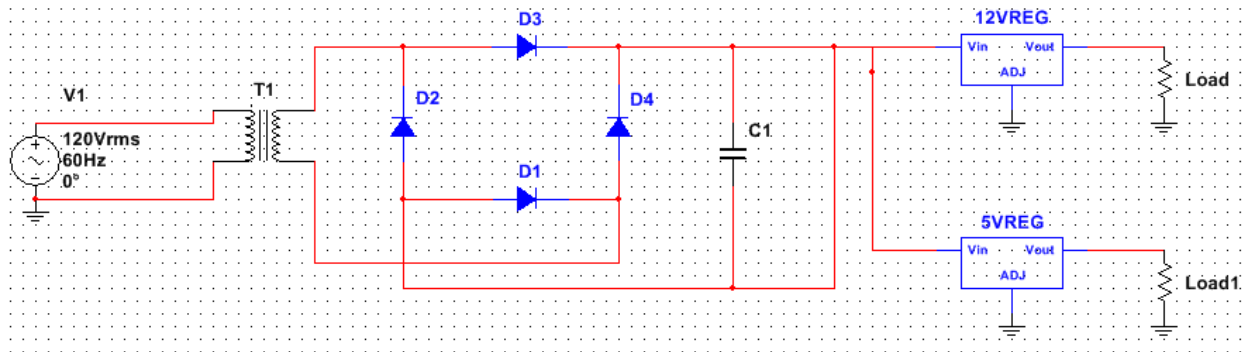 V1
120Vrms
60Hz
0°
T1
D3
D2
D4
D1
C1
12VREG
Vin
Vout
ADJ
Load
5VREG
Vin
Vout
ADJ
Load1